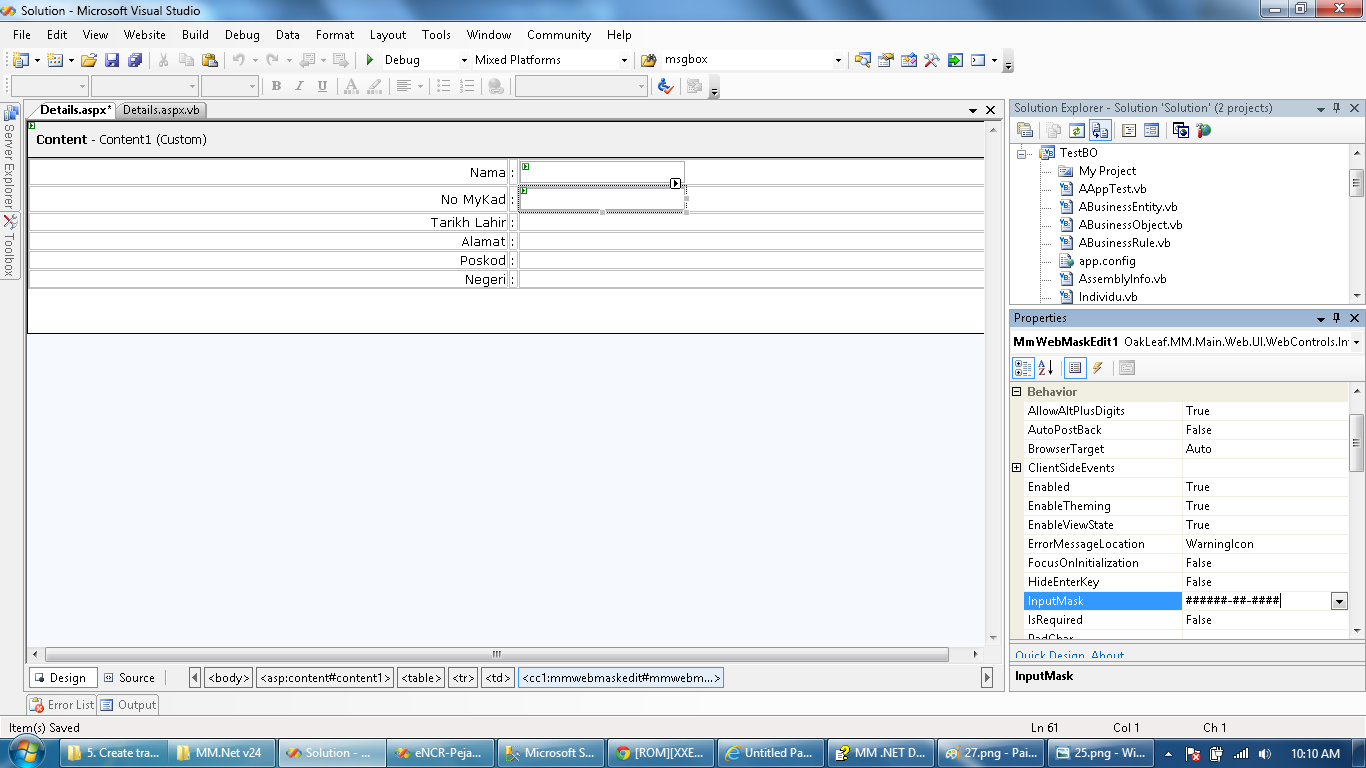 Solution - Microsoft Visual Studio
File Edit View Website Build Debug Data Format Layout Tools Window Community Help
Debug Mixed Platforms msgbox
Details.aspx* Details.aspx.vb
Server Explorer
Toolbox
Content - Content1 (Custom)
Nama :
No MyKad :
Tarikh Lahir :
Alamat :
Poskod :
Negeri :
Design Source <body> <asp:content#content1> <table> <tr> <td> <cc1:mmwebmaskedit#mmwebm...>
Error List Output
Solution Explorer - Solution 'Solution' (2 projects)
TestBO
My Project
AAppTest.vb
ABusinessEntity.vb
ABusinessObject.vb
ABusinessRule.vb
app.config
AssemblyInfo.vb
Individu.vb
Properties
MmWebMaskEdit1 OakLeaf.MM.Main.Web.UI.WebControls.In
Behavior
AllowAltPlusDigits True
AutoPostBack False
BrowserTarget Auto
ClientSideEvents
Enabled True
EnableTheming True
EnableViewState True
ErrorMessageLocation WarningIcon
FocusOnInitialization False
HideEnterKey False
InputMask ######-##-####
IsRequired False
PadChar
Quick Design, About
InputMask
Item(s) Saved Ln 61 Col 1 Ch 1
5. Create tra... MM.Net v24 Solution - ... eNCR-Peja... Microsoft S... [ROM][XXE... Untitled Pa... MM .NET D... 27.png - Pai... 25.png - Wi... 10:10 AM